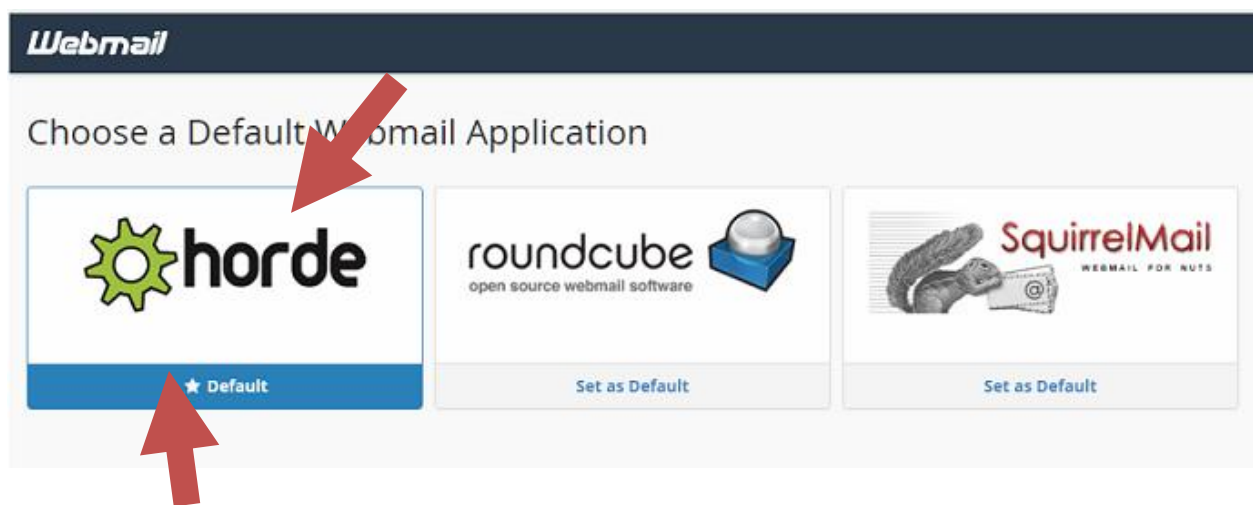 Webmail
Choose a Default Webmail Application
horde
★ Default
roundcube
open source webmail software
Set as Default
SquirrelMail
WEBMAIL FOR NUTS
@
Set as Default